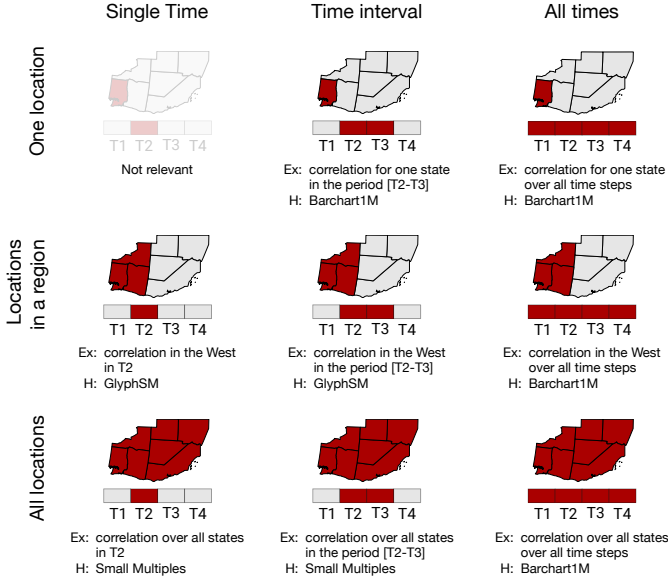 Single Time
Time interval
All times
One location
T1 T2 T3 T4
Not relevant
T1 T2 T3 T4
Ex: correlation for one state
in the period [T2-T3]
H: Barchart1M
T1 T2 T3 T4
Ex: correlation for one state
over all time steps
H: Barchart1M
Locations
in a region
T1 T2 T3 T4
Ex: correlation in the West
in T2
H: GlyphSM
T1 T2 T3 T4
Ex: correlation in the West
in the period [T2-T3]
H: GlyphSM
T1 T2 T3 T4
Ex: correlation in the West
over all time steps
H: Barchart1M
All locations
T1 T2 T3 T4
Ex: correlation over all states
in T2
H: Small Multiples
T1 T2 T3 T4
Ex: correlation over all states
in the period [T2-T3]
H: Small Multiples
T1 T2 T3 T4
Ex: correlation over all states
over all time steps
H: Barchart1M